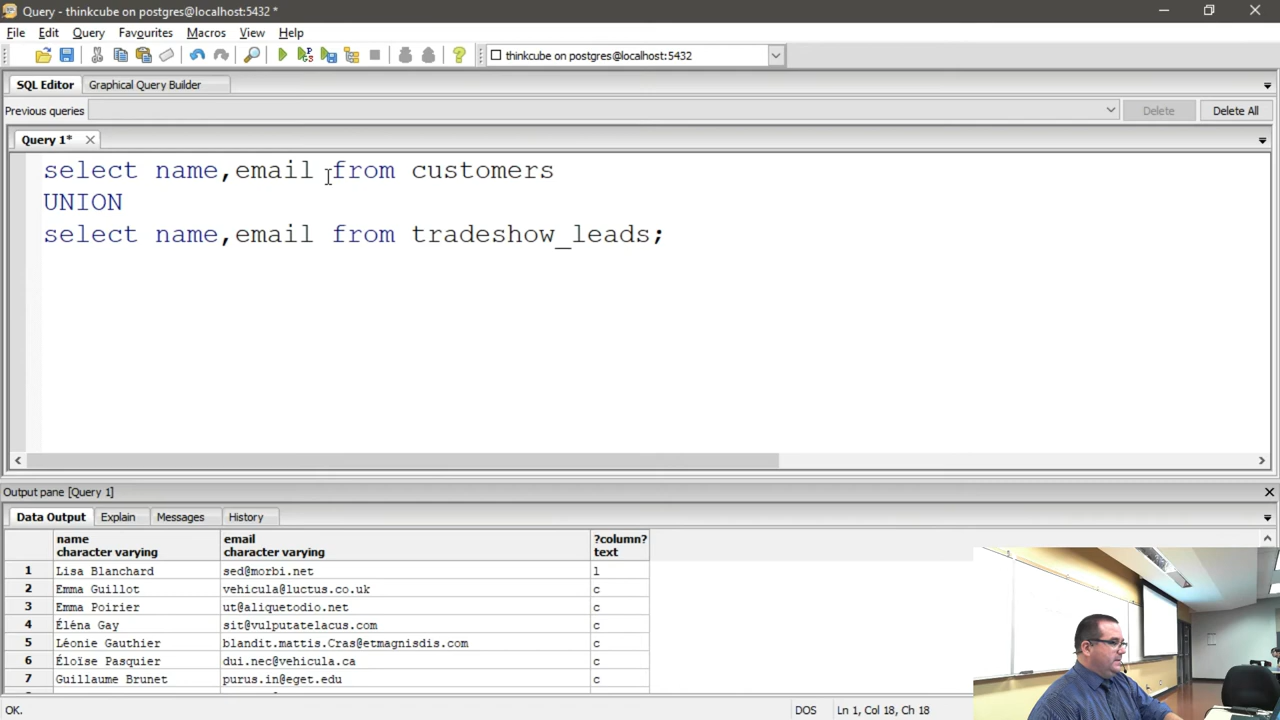 Query - thinkcube on postgres@localhost:5432 *
File Edit Query Favourites Macros View Help
thinkcube on postgres@localhost:5432
SQL Editor Graphical Query Builder
Previous queries Delete Delete All
Query 1*
select name,email from customers
UNION
select name,email from tradeshow_leads;
Output pane [Query 1]
Data Output Explain Messages History
name email ?column?
character varying character varying text
1 Lisa Blanchard sed@morbi.net l
2 Emma Guillot vehicula@luctus.co.uk c
3 Emma Poirier ut@aliquetodio.net c
4 Éléna Gay sit@vulputatelacus.com c
5 Léonie Gauthier blandit.mattis.Cras@etmagnisdis.com c
6 Éloïse Pasquier dui.nec@vehicula.ca c
7 Guillaume Brunet purus.in@eget.edu c
OK. DOS Ln 1, Col 18, Ch 18